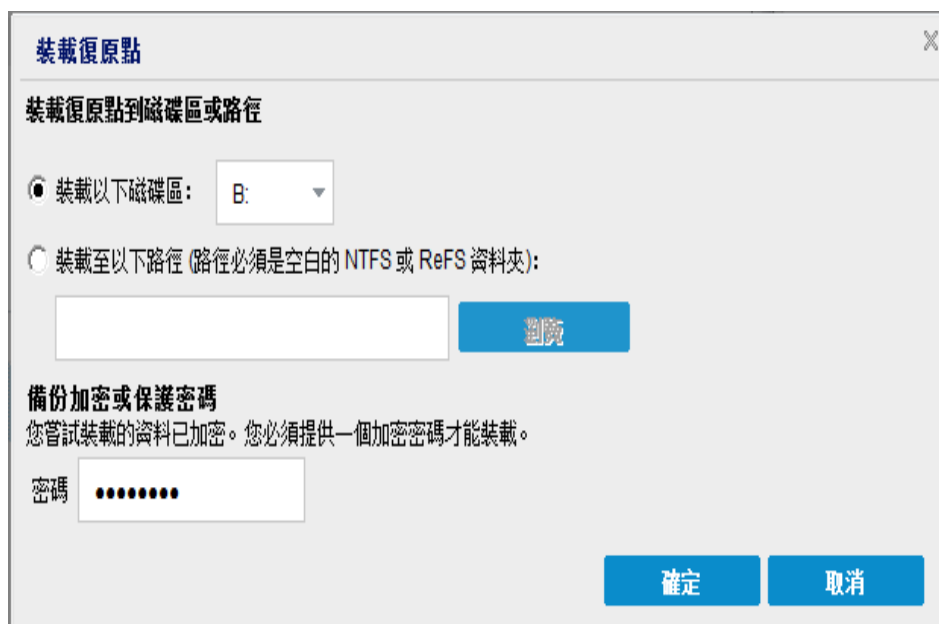 裝載復原點
裝載復原點到磁碟區或路徑
裝載以下磁碟區： B:
裝載至以下路徑 (路徑必須是空白的 NTFS 或 ReFS 資料夾)：
瀏覽
備份加密或保護密碼
您嘗試裝載的資料已加密。您必須提供一個加密密碼才能裝載。
密碼 ••••••••
確定 取消